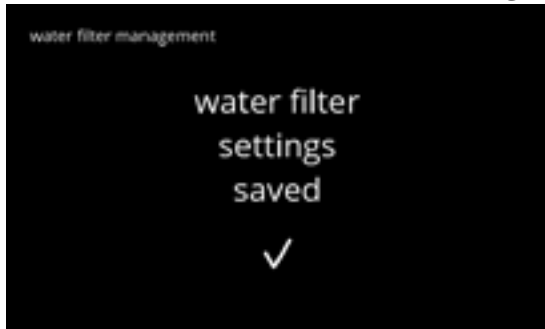 water filter management
water filter
settings
saved